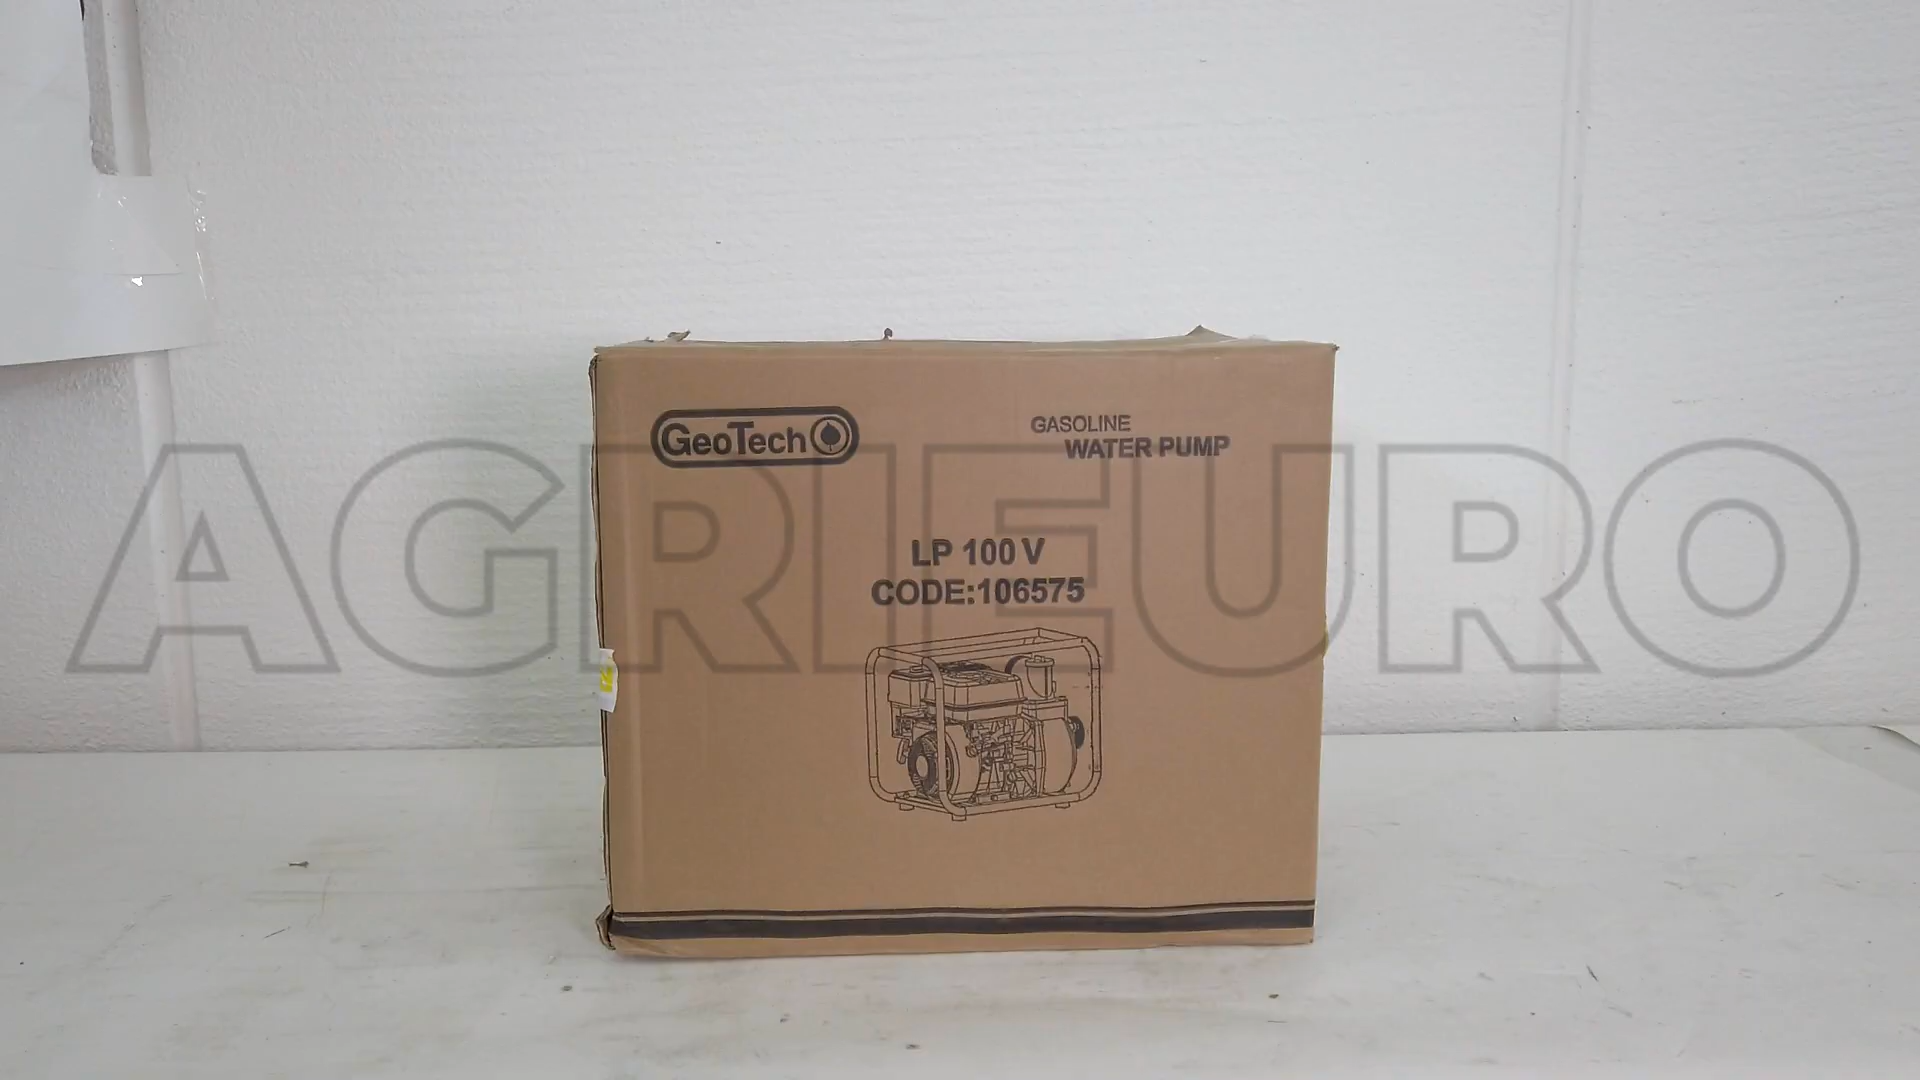 GeoTech
GASOLINE
WATER PUMP
AGRIEURO
LP 100 V
CODE:106575